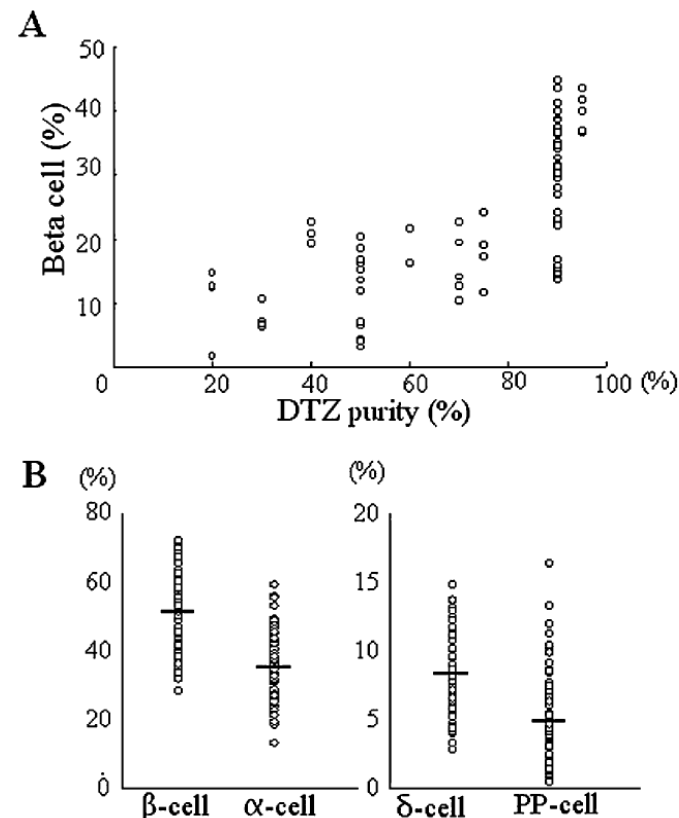 A
50
40
30
20
10
Beta cell (%)
0 20 40 60 80 100 (%)
DTZ purity (%)
B
(%)
80
60
40
20
0
β-cell α-cell
(%)
20
15
10
5
0
δ-cell PP-cell